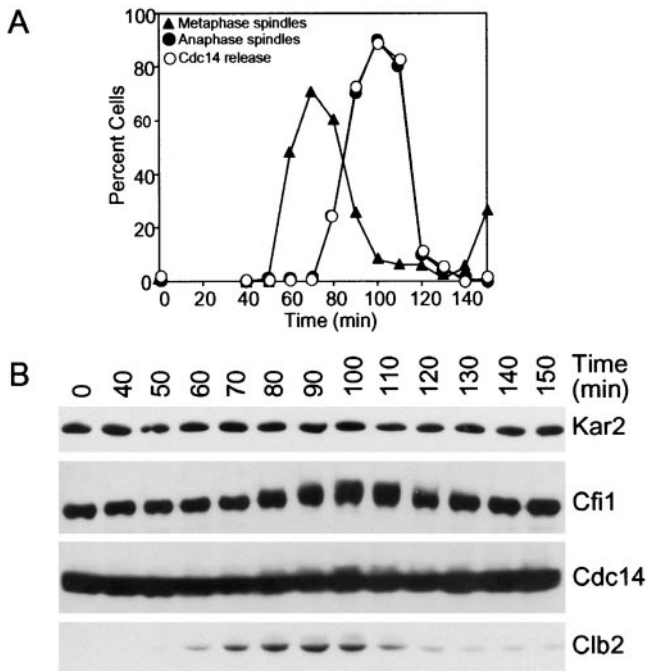 A
▲ Metaphase spindles
● Anaphase spindles
○ Cdc14 release
Percent Cells
100
80
60
40
20
0
0 20 40 60 80 100 120 140
Time (min)
B
0 40 50 60 70 80 90 100 110 120 130 140 150 Time (min)
Kar2
Cfi1
Cdc14
Clb2